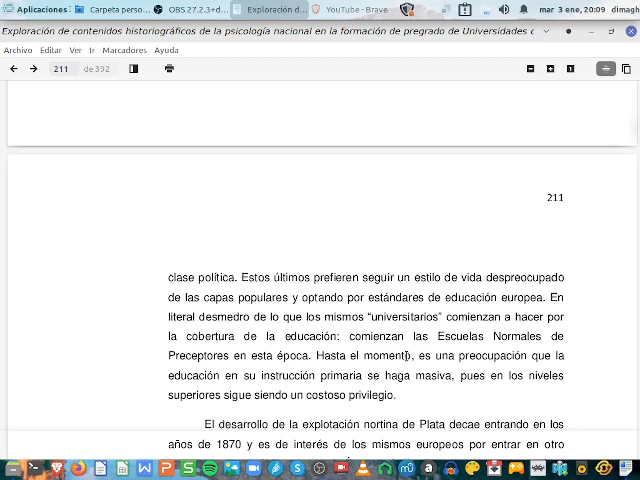 Aplicaciones Carpeta perso... OBS 27.2.3+d... Exploración d... YouTube - Brave mar 3 ene, 20:09 dimagh
Exploración de contenidos historiográficos de la psicología nacional en la formación de pregrado de Universidades c
Archivo Editar Ver Ir Marcadores Ayuda
211 de 392
211
clase política. Estos últimos prefieren seguir un estilo de vida despreocupado
de las capas populares y optando por estándares de educación europea. En
literal desmedro de lo que los mismos “universitarios” comienzan a hacer por
la cobertura de la educación: comienzan las Escuelas Normales de
Preceptores en esta época. Hasta el momento, es una preocupación que la
educación en su instrucción primaria se haga masiva, pues en los niveles
superiores sigue siendo un costoso privilegio.
El desarrollo de la explotación nortina de Plata decae entrando en los
años de 1870 y es de interés de los mismos europeos por entrar en otro